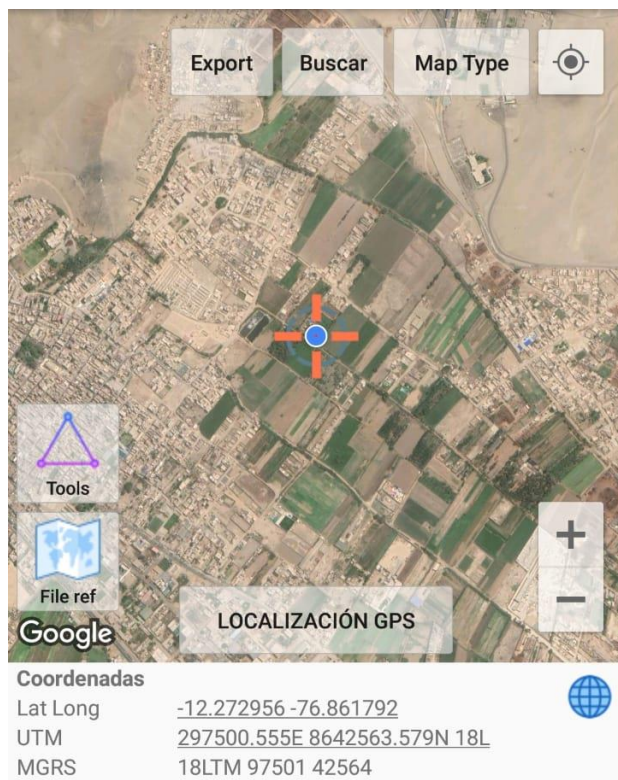 Export Buscar Map Type
Tools
File ref
LOCALIZACIÓN GPS
Google
Coordenadas
Lat Long -12.272956 -76.861792
UTM 297500.555E 8642563.579N 18L
MGRS 18LTM 97501 42564